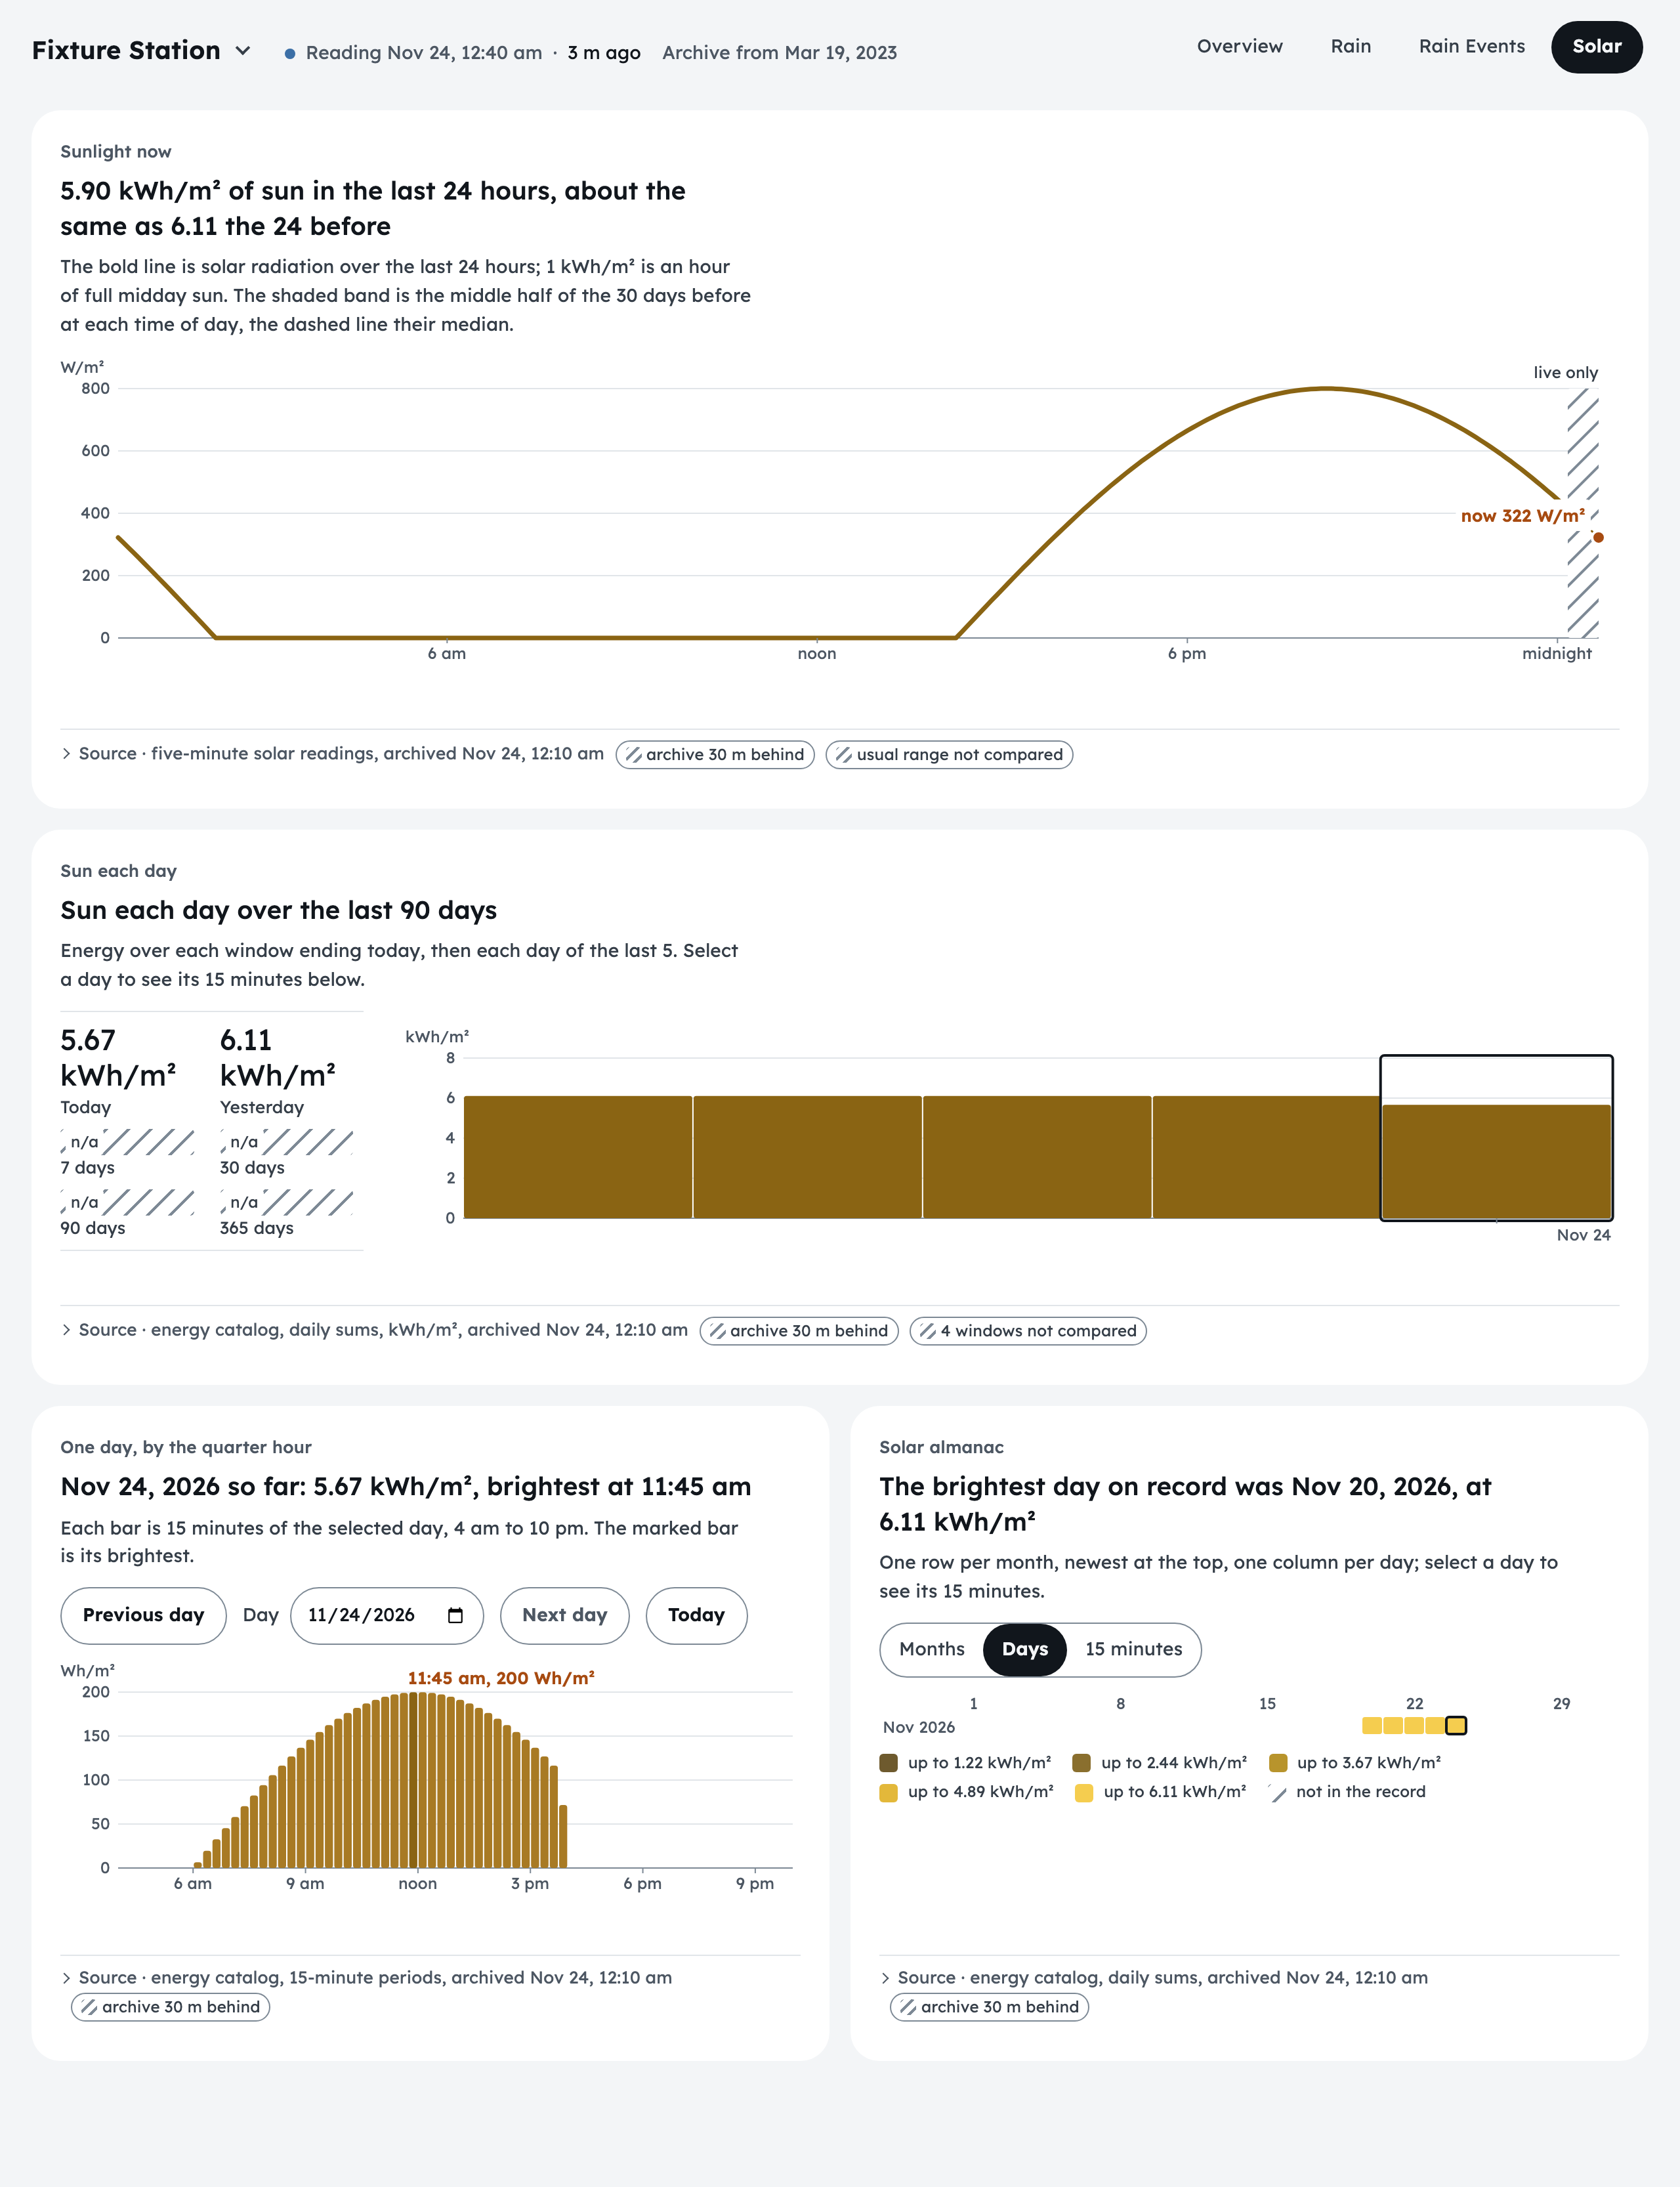 Fixture Station
Reading Nov 24, 12:40 am · 3 m ago Archive from Mar 19, 2023
Overview Rain Rain Events Solar
Sunlight now
5.90 kWh/m² of sun in the last 24 hours, about the
same as 6.11 the 24 before
The bold line is solar radiation over the last 24 hours; 1 kWh/m² is an hour
of full midday sun. The shaded band is the middle half of the 30 days before
at each time of day, the dashed line their median.
W/m²
live only
800
600
400
now 322 W/m²
200
0
6 am noon 6 pm midnight
Source · five-minute solar readings, archived Nov 24, 12:10 am archive 30 m behind usual range not compared
Sun each day
Sun each day over the last 90 days
Energy over each window ending today, then each day of the last 5. Select
a day to see its 15 minutes below.
5.67
kWh/m²
Today
6.11
kWh/m²
Yesterday
n/a
7 days
n/a
30 days
n/a
90 days
n/a
365 days
kWh/m²
8
6
4
2
0
Nov 24
Source · energy catalog, daily sums, kWh/m², archived Nov 24, 12:10 am archive 30 m behind 4 windows not compared
One day, by the quarter hour
Nov 24, 2026 so far: 5.67 kWh/m², brightest at 11:45 am
Each bar is 15 minutes of the selected day, 4 am to 10 pm. The marked bar
is its brightest.
Previous day Day 11/24/2026 Next day Today
Wh/m²
11:45 am, 200 Wh/m²
200
150
100
50
0
6 am 9 am noon 3 pm 6 pm 9 pm
Source · energy catalog, 15-minute periods, archived Nov 24, 12:10 am
archive 30 m behind
Solar almanac
The brightest day on record was Nov 20, 2026, at
6.11 kWh/m²
One row per month, newest at the top, one column per day; select a day to
see its 15 minutes.
Months Days 15 minutes
1 8 15 22 29
Nov 2026
up to 1.22 kWh/m² up to 2.44 kWh/m² up to 3.67 kWh/m²
up to 4.89 kWh/m² up to 6.11 kWh/m² not in the record
Source · energy catalog, daily sums, archived Nov 24, 12:10 am
archive 30 m behind